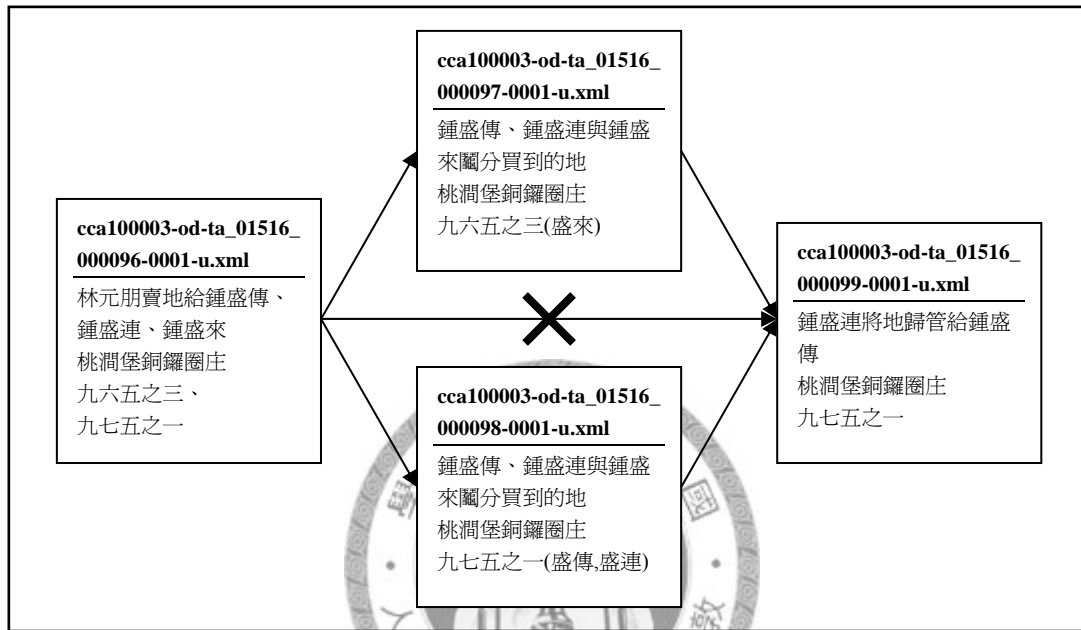 cca100003-od-ta_01516_
000097-0001-u.xml
鍾盛傳、鍾盛連與鍾盛
來鬮分買到的地
桃澗堡銅鑼圈庄
九六五之三(盛來)
cca100003-od-ta_01516_
000096-0001-u.xml
林元朋賣地給鍾盛傳、
鍾盛連、鍾盛來
桃澗堡銅鑼圈庄
九六五之三、
九七五之一
cca100003-od-ta_01516_
000099-0001-u.xml
鍾盛連將地歸管給鍾盛
傳
桃澗堡銅鑼圈庄
九七五之一
cca100003-od-ta_01516_
000098-0001-u.xml
鍾盛傳、鍾盛連與鍾盛
來鬮分買到的地
桃澗堡銅鑼圈庄
九七五之一(盛傳,盛連)
學
國